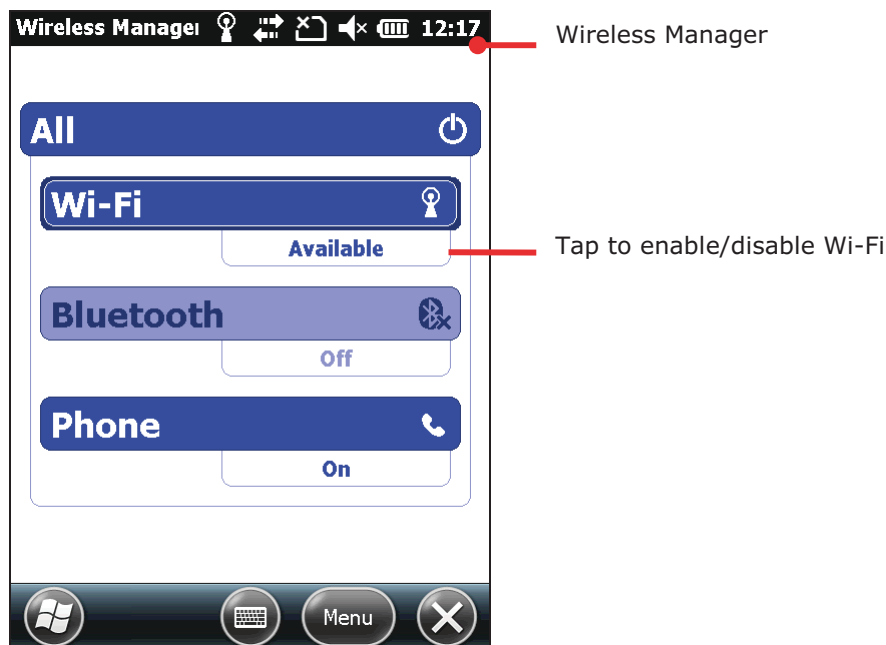 Wireless Manager 12:17
Wireless Manager
All
Wi-Fi
Available
Tap to enable/disable Wi-Fi
Bluetooth
Off
Phone
On
Menu